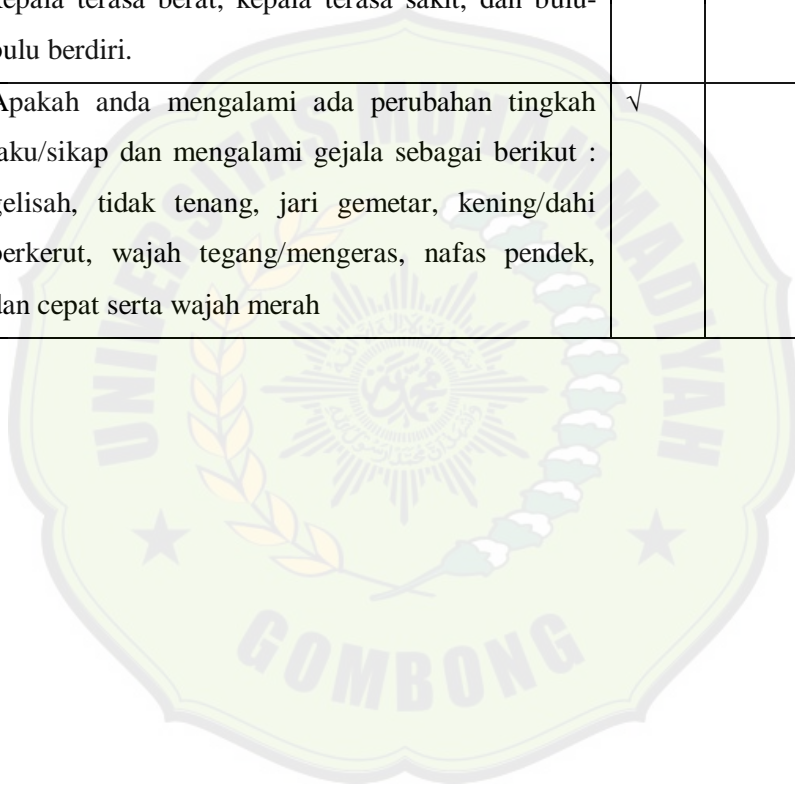 kepala terasa berat, kepala terasa sakit, dan bulu-
bulu berdiri.
Apakah anda mengalami ada perubahan tingkah √
laku/sikap dan mengalami gejala sebagai berikut :
gelisah, tidak tenang, jari gemetar, kening/dahi
berkerut, wajah tegang/mengeras, nafas pendek,
dan cepat serta wajah merah
UNIVERSITAS MUHAMMADIYAH
GOMBONG